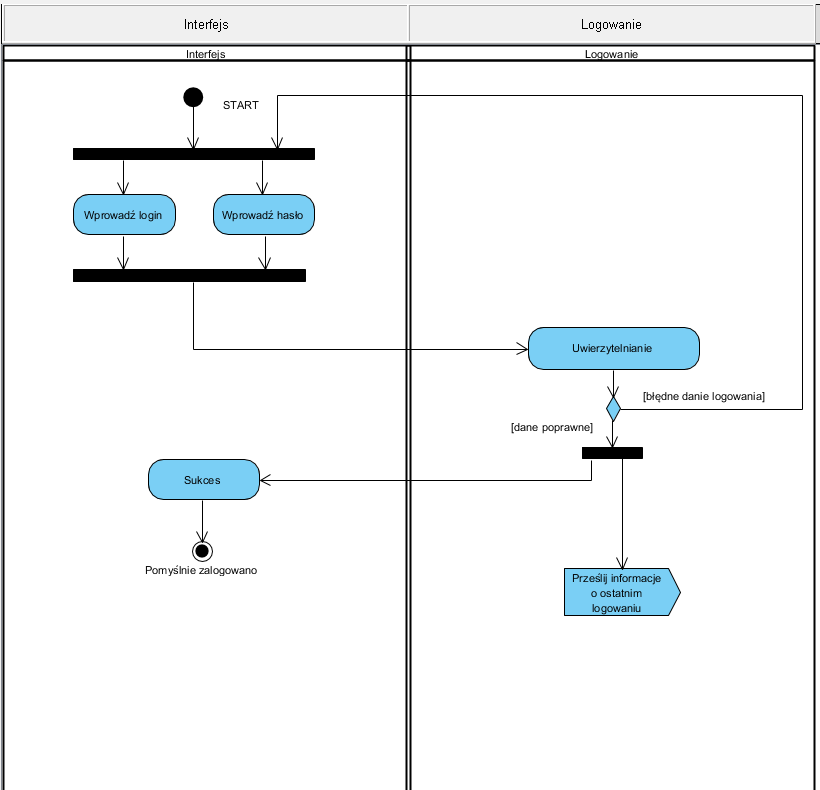 Interfejs
Logowanie
Interfejs
Logowanie
START
Wprowadź login
Wprowadź hasło
Uwierzytelnianie
[błędne danie logowania]
[dane poprawne]
Sukces
Pomyślnie zalogowano
Prześlij informacje
o ostatnim
logowaniu